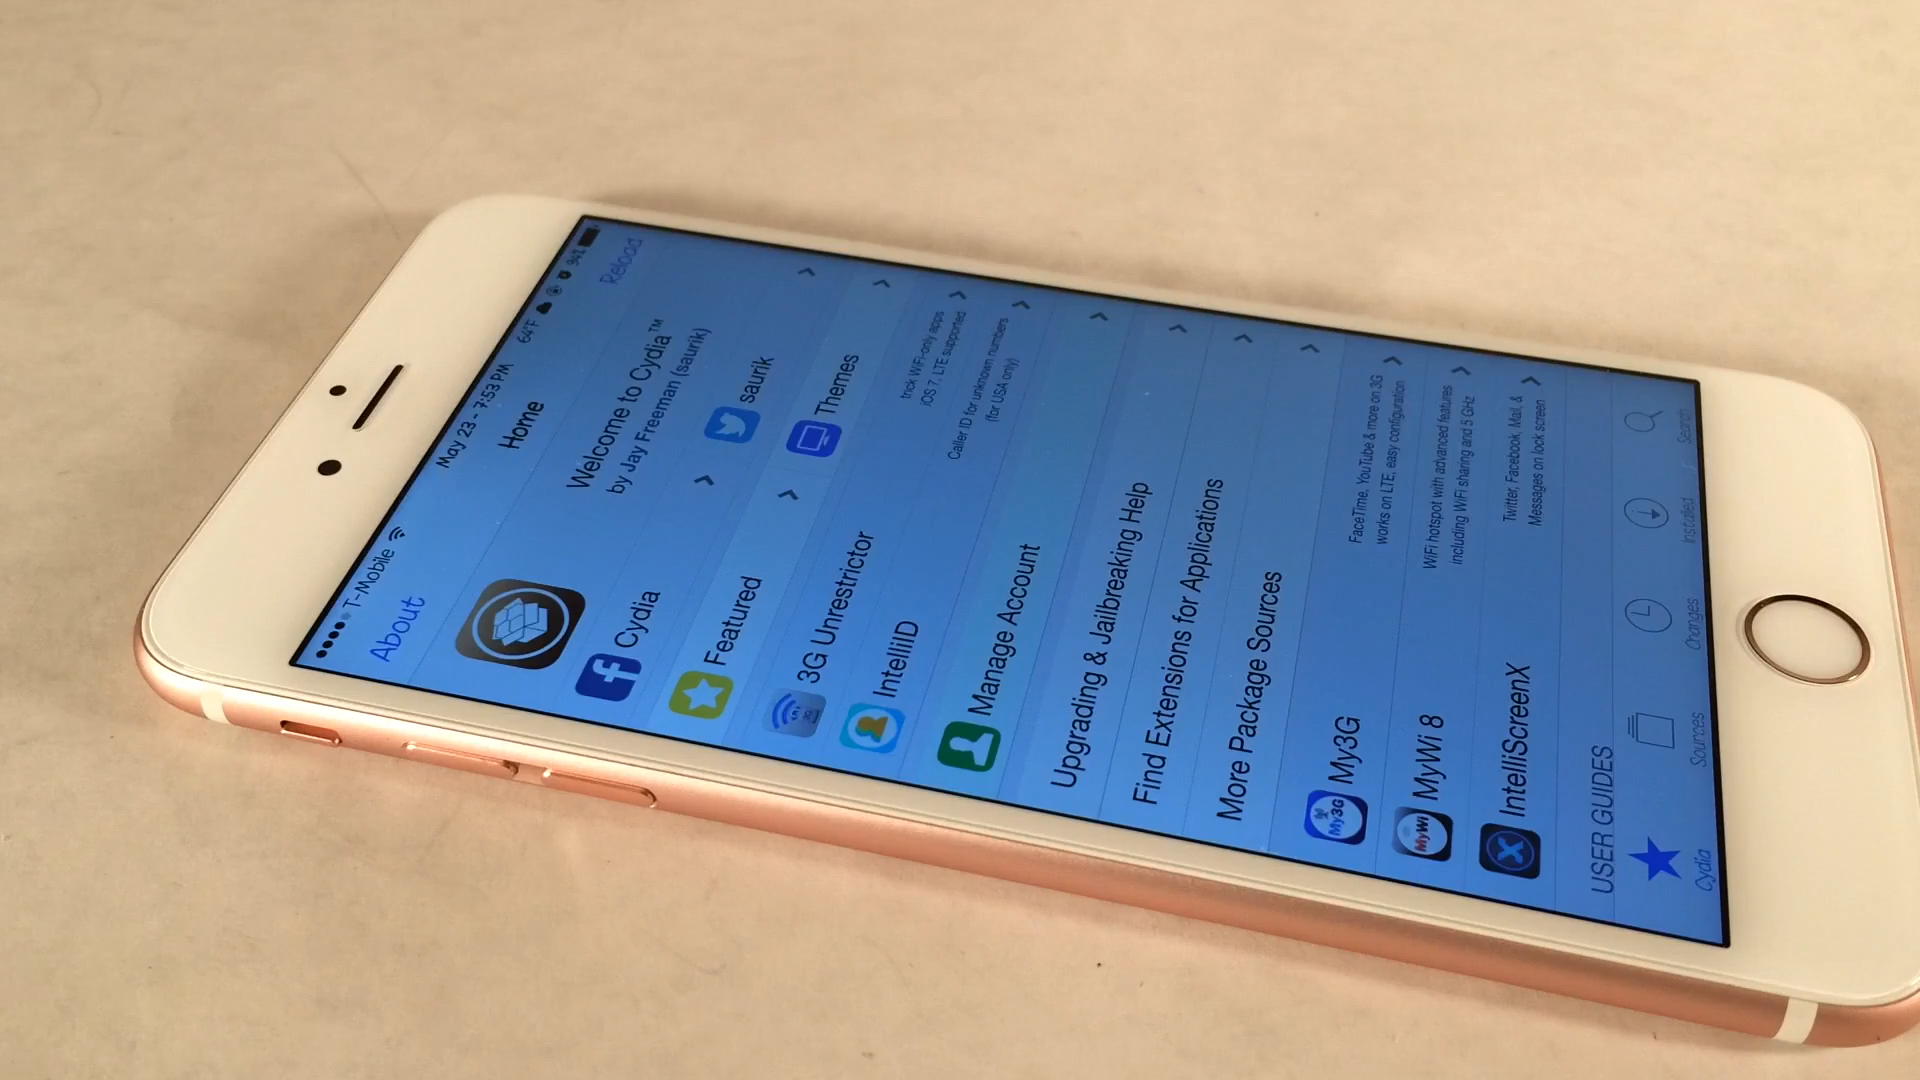 T-Mobile May 23 - 7:53 PM 64°F 94%
About Home Reload
Welcome to Cydia™
by Jay Freeman (saurik)
Cydia saurik
Featured Themes
3G Unrestrictor
trick WiFi-only apps
iOS 7, LTE supported
IntelliID
Caller ID for unknown numbers
(for USA only)
Manage Account
Upgrading & Jailbreaking Help
Find Extensions for Applications
More Package Sources
My3G
My3G
FaceTime, YouTube & more on 3G
works on LTE, easy configuration
MyWi
MyWi 8
WiFi hotspot with advanced features
including WiFi sharing and 5 GHz
IntelliScreenX
Twitter, Facebook, Mail, &
Messages on lock screen
USER GUIDES
Cydia Sources Changes Installed Search